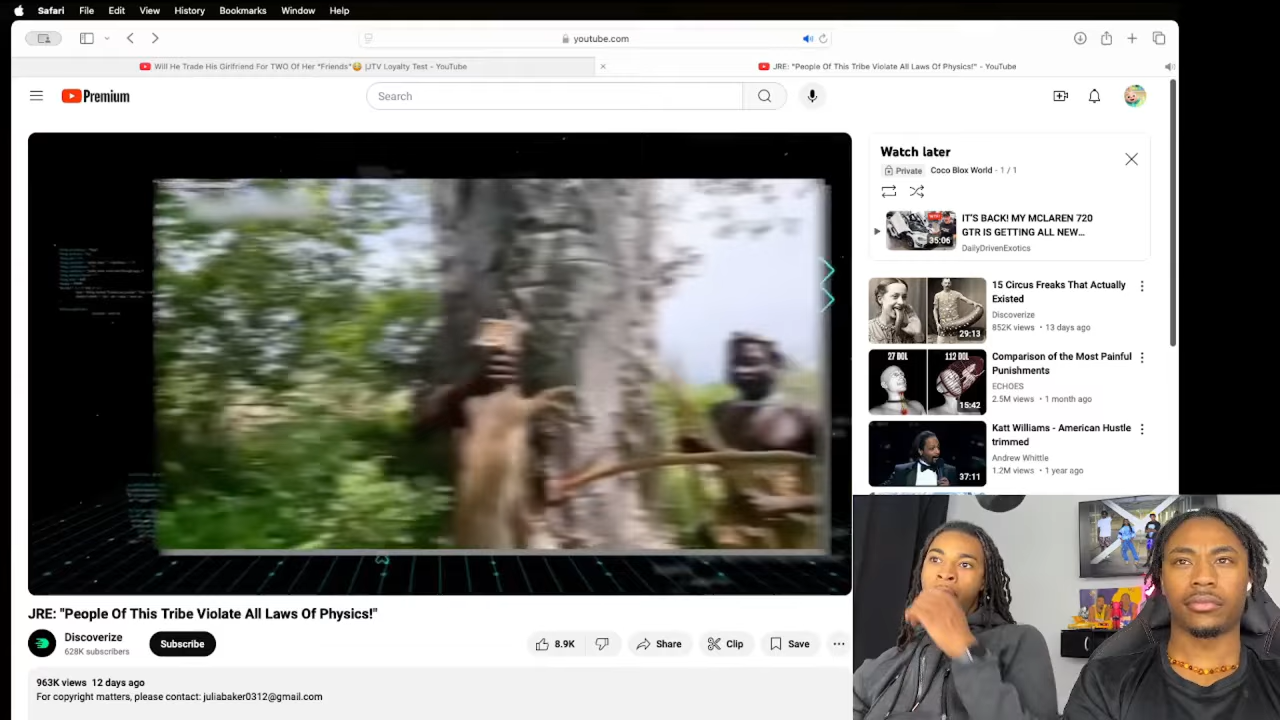 Safari File Edit View History Bookmarks Window Help
youtube.com
Will He Trade His Girlfriend For TWO Of Her *Friends*😳 |JTV Loyalty Test - YouTube
JRE: "People Of This Tribe Violate All Laws Of Physics!" - YouTube
Premium
Search
Watch later
Private Coco Blox World - 1 / 1
IT'S BACK! MY MCLAREN 720
GTR IS GETTING ALL NEW...
DailyDrivenExotics
35:06
15 Circus Freaks That Actually
Existed
Discoverize
852K views • 13 days ago
29:13
27 DOL 112 DOL
Comparison of the Most Painful
Punishments
ECHOES
2.5M views • 1 month ago
15:42
Katt Williams - American Hustle
trimmed
Andrew Whittle
1.2M views • 1 year ago
37:11
JRE: "People Of This Tribe Violate All Laws Of Physics!"
Discoverize
628K subscribers
Subscribe
8.9K
Share
Clip
Save
963K views 12 days ago
For copyright matters, please contact: juliabaker0312@gmail.com